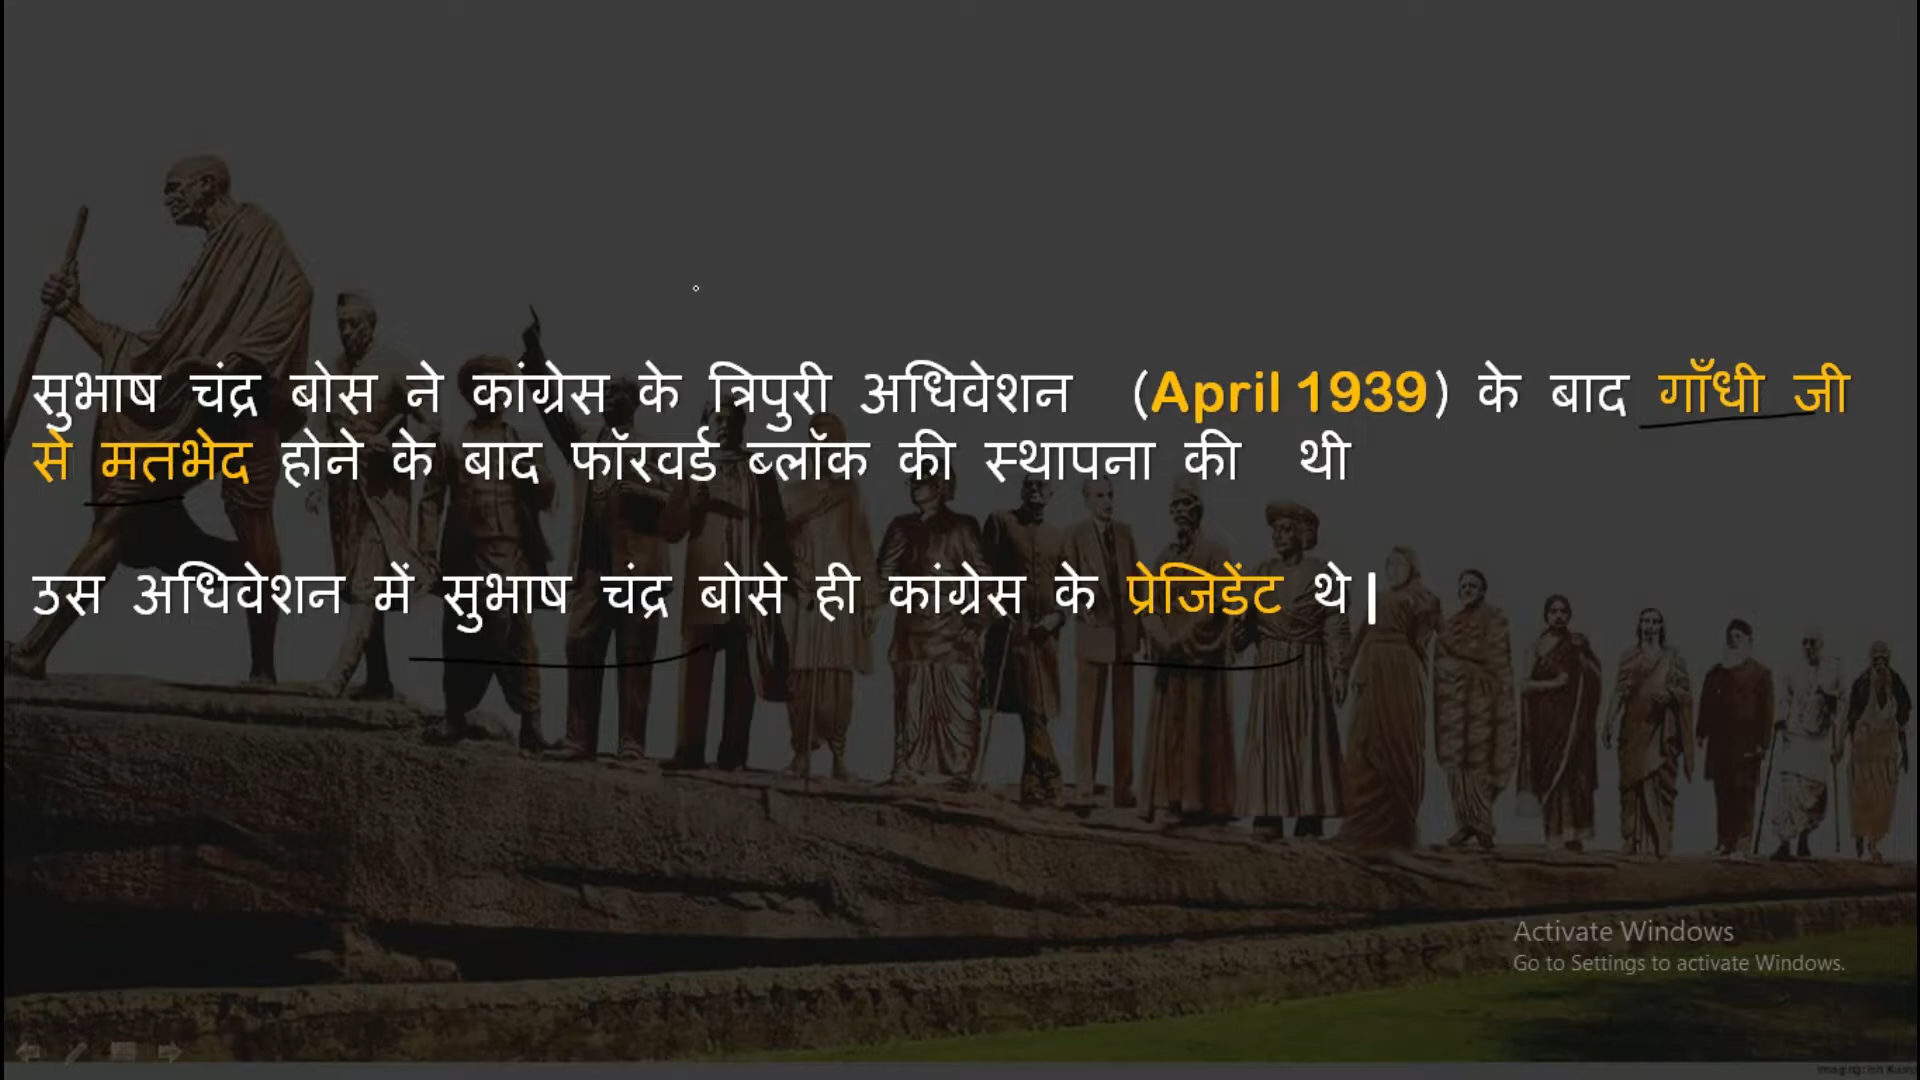 सुभाष चंद्र बोस ने कांग्रेस के त्रिपुरी अधिवेशन (April 1939) के बाद गाँधी जी
से मतभेद होने के बाद फॉरवर्ड ब्लॉक की स्थापना की थी
उस अधिवेशन में सुभाष चंद्र बोसे ही कांग्रेस के प्रेजिडेंट थे |
Activate Windows
Go to Settings to activate Windows.